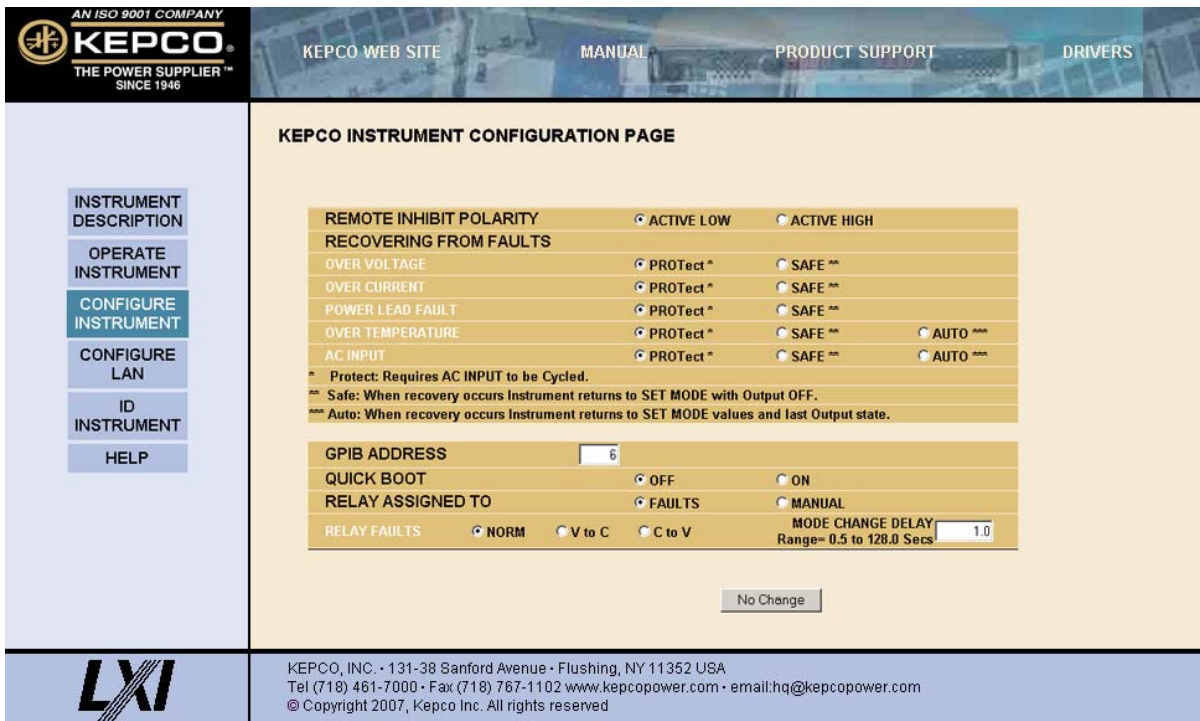 AN ISO 9001 COMPANY
KEPCO®
THE POWER SUPPLIER™
SINCE 1946
KEPCO WEB SITE MANUAL PRODUCT SUPPORT DRIVERS
INSTRUMENT
DESCRIPTION
OPERATE
INSTRUMENT
CONFIGURE
INSTRUMENT
CONFIGURE
LAN
ID
INSTRUMENT
HELP
KEPCO INSTRUMENT CONFIGURATION PAGE
REMOTE INHIBIT POLARITY ACTIVE LOW ACTIVE HIGH
RECOVERING FROM FAULTS
OVER VOLTAGE PROTect * SAFE **
OVER CURRENT PROTect * SAFE **
POWER LEAD FAULT PROTect * SAFE **
OVER TEMPERATURE PROTect * SAFE ** AUTO ***
AC INPUT PROTect * SAFE ** AUTO ***
* Protect: Requires AC INPUT to be Cycled.
** Safe: When recovery occurs Instrument returns to SET MODE with Output OFF.
*** Auto: When recovery occurs Instrument returns to SET MODE values and last Output state.
GPIB ADDRESS 6
QUICK BOOT OFF ON
RELAY ASSIGNED TO FAULTS MANUAL
RELAY FAULTS NORM V to C C to V MODE CHANGE DELAY
Range= 0.5 to 128.0 Secs 1.0
No Change
LXI
KEPCO, INC. • 131-38 Sanford Avenue • Flushing, NY 11352 USA
Tel (718) 461-7000 • Fax (718) 767-1102 www.kepcopower.com • email:hq@kepcopower.com
© Copyright 2007, Kepco Inc. All rights reserved